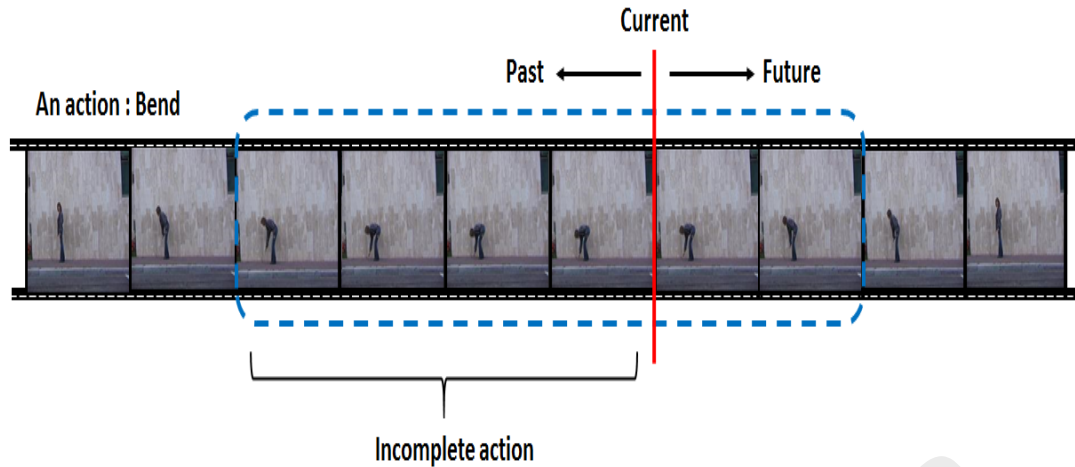 Current
Past Future
An action : Bend
Incomplete action